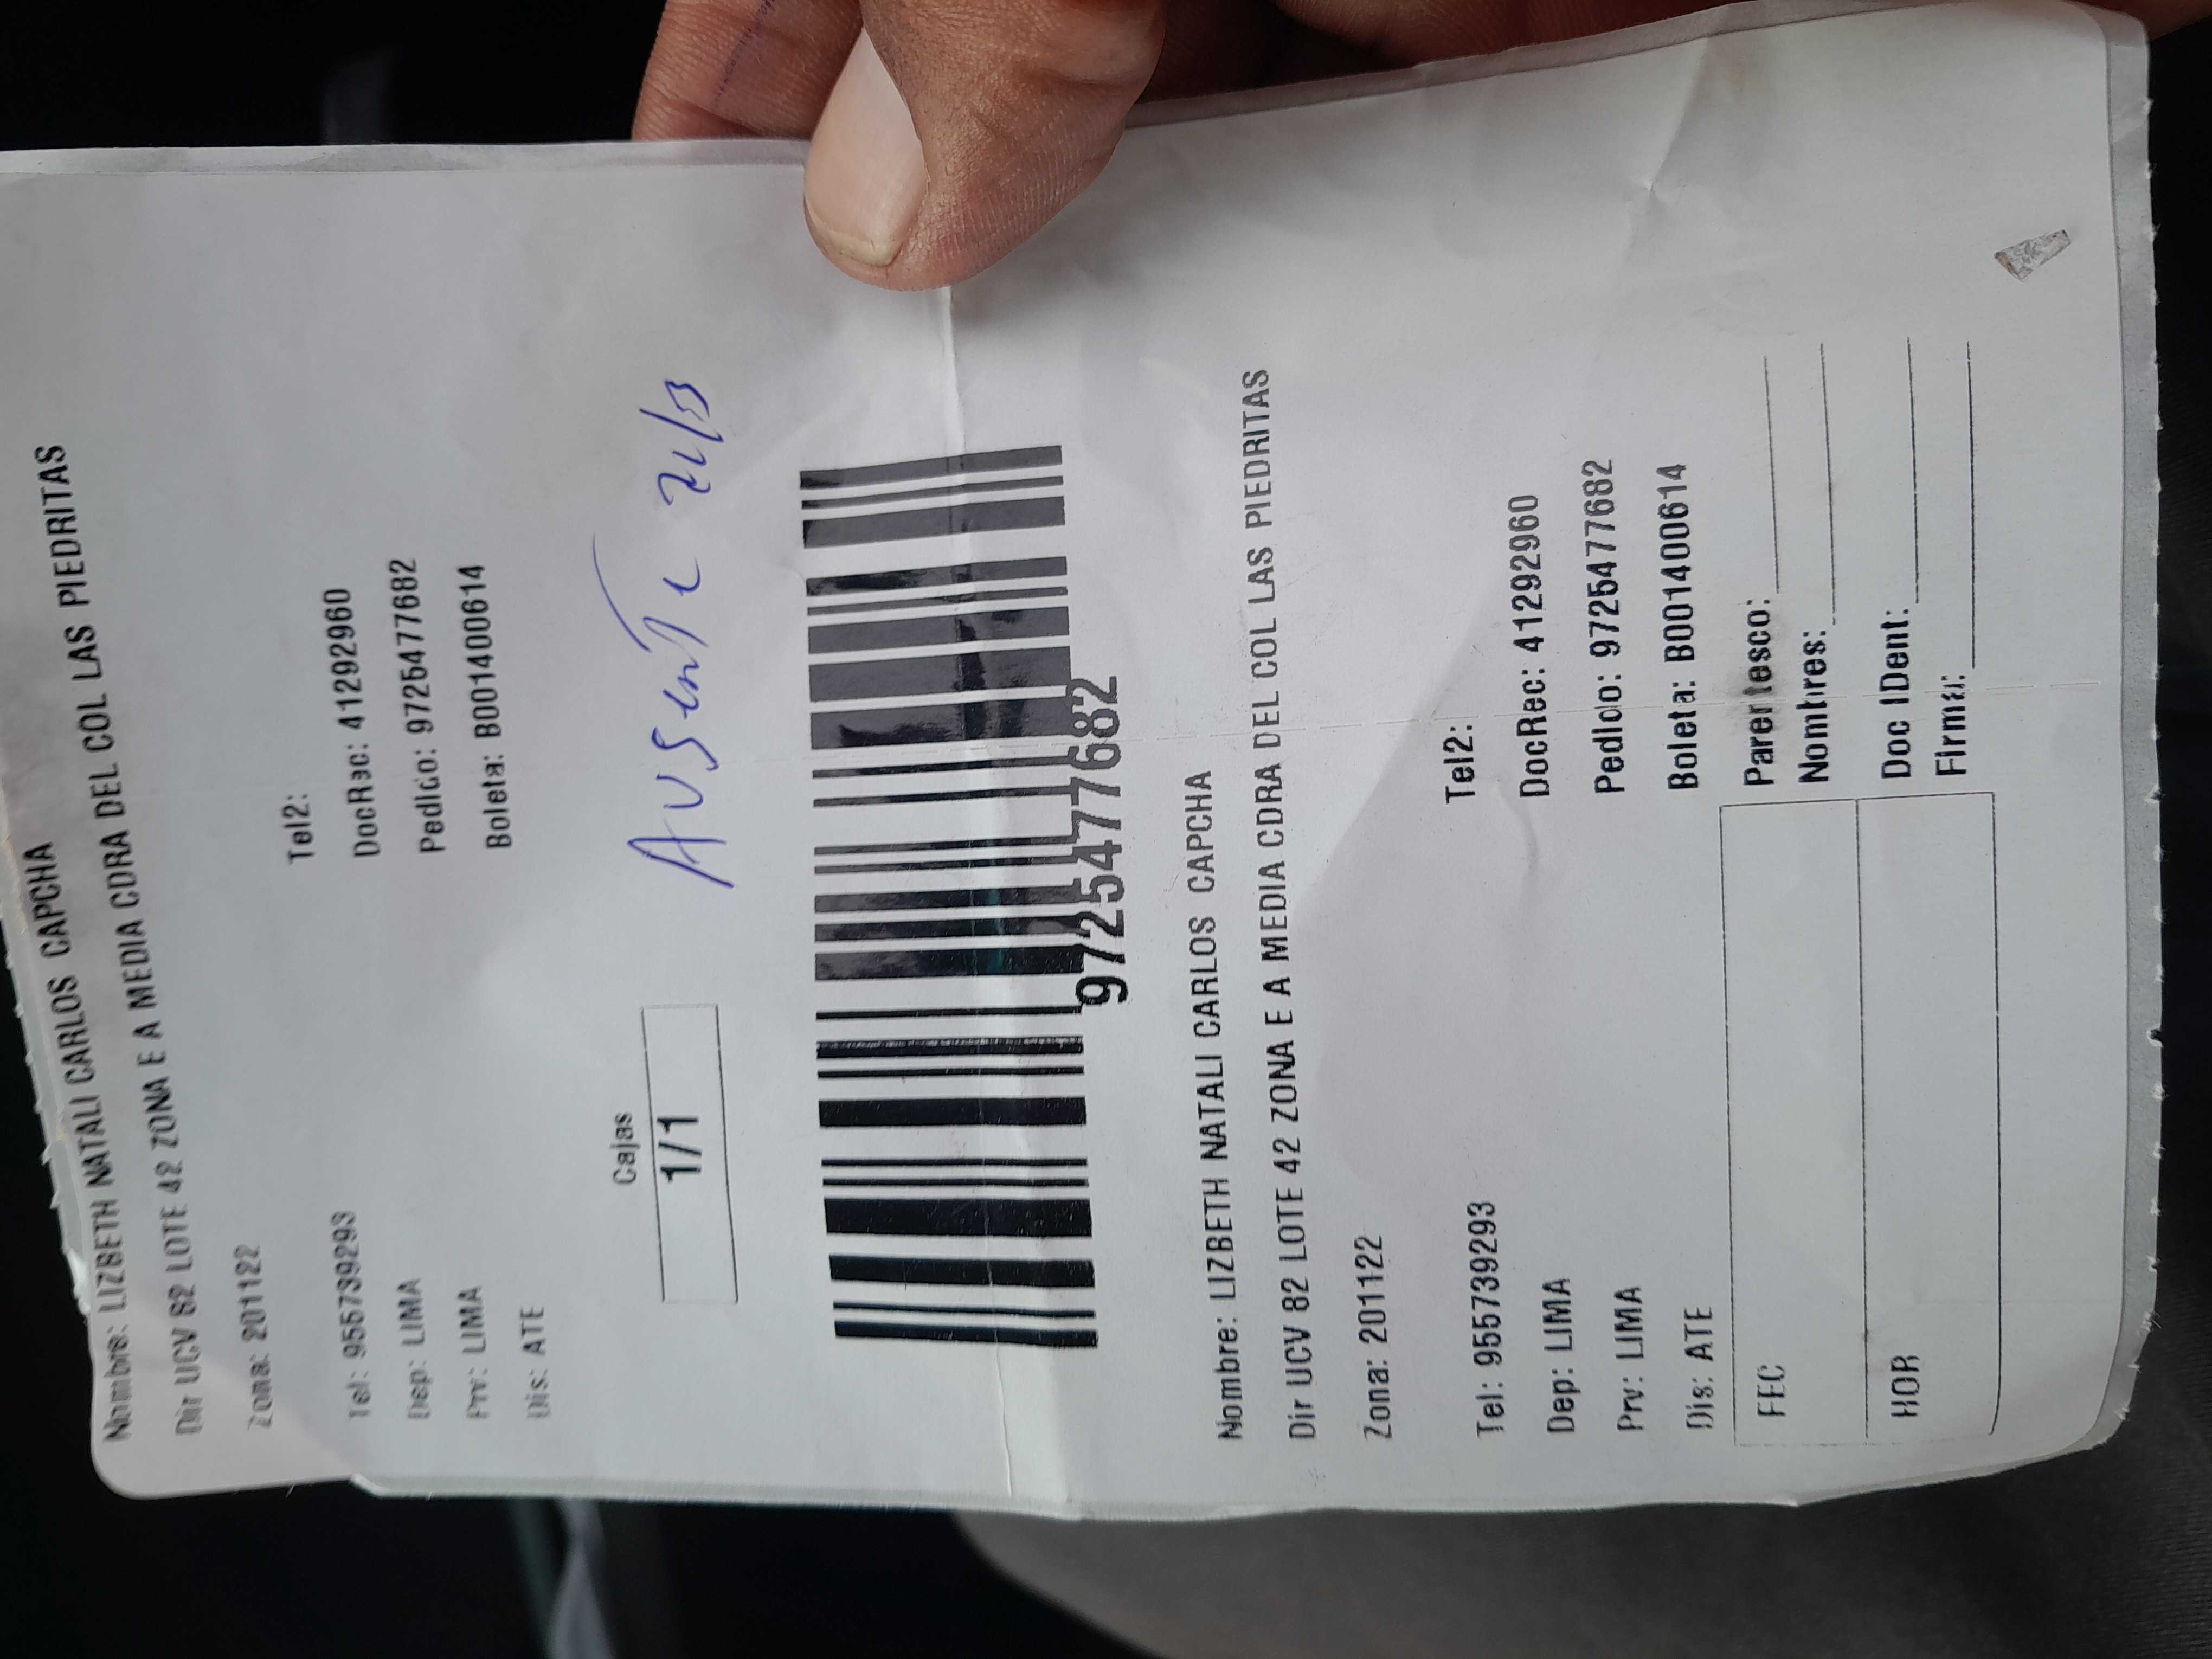 Nombre: LIZBETH NATALI CARLOS CAPCHA
Dir UCV 82 LOTE 42 ZONA E A MEDIA CDRA DEL COL LAS PIEDRITAS
Zona: 201122
Tel2:
Tel: 955739293 DocRec: 41292960
Dep: LIMA Pedido: 9725477682
Prv: LIMA Boleta: B001400614
Dis: ATE
Cajas
1/1
AUSENTE
9725477682
Nombre: LIZBETH NATALI CARLOS CAPCHA
Dir UCV 82 LOTE 42 ZONA E A MEDIA CDRA DEL COL LAS PIEDRITAS
Zona: 201122
Tel2:
Tel: 955739293 DocRec: 41292960
Dep: LIMA Pedido: 9725477682
Prv: LIMA Boleta: B001400614
Dis: ATE
FEC Parentesco:
Nombres:
HOR Doc IDent:
Firma: